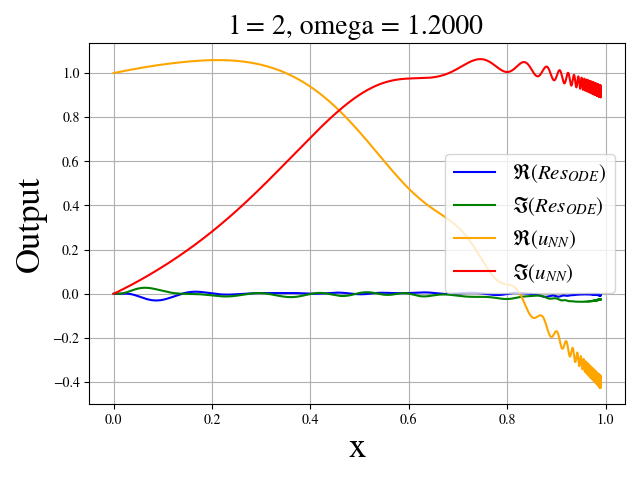 l = 2, omega = 1.2000
Output
1.0
0.8
0.6
0.4
0.2
0.0
−0.2
−0.4
ℜ(Res_ODE)
ℑ(Res_ODE)
ℜ(u_NN)
ℑ(u_NN)
0.0 0.2 0.4 0.6 0.8 1.0
x